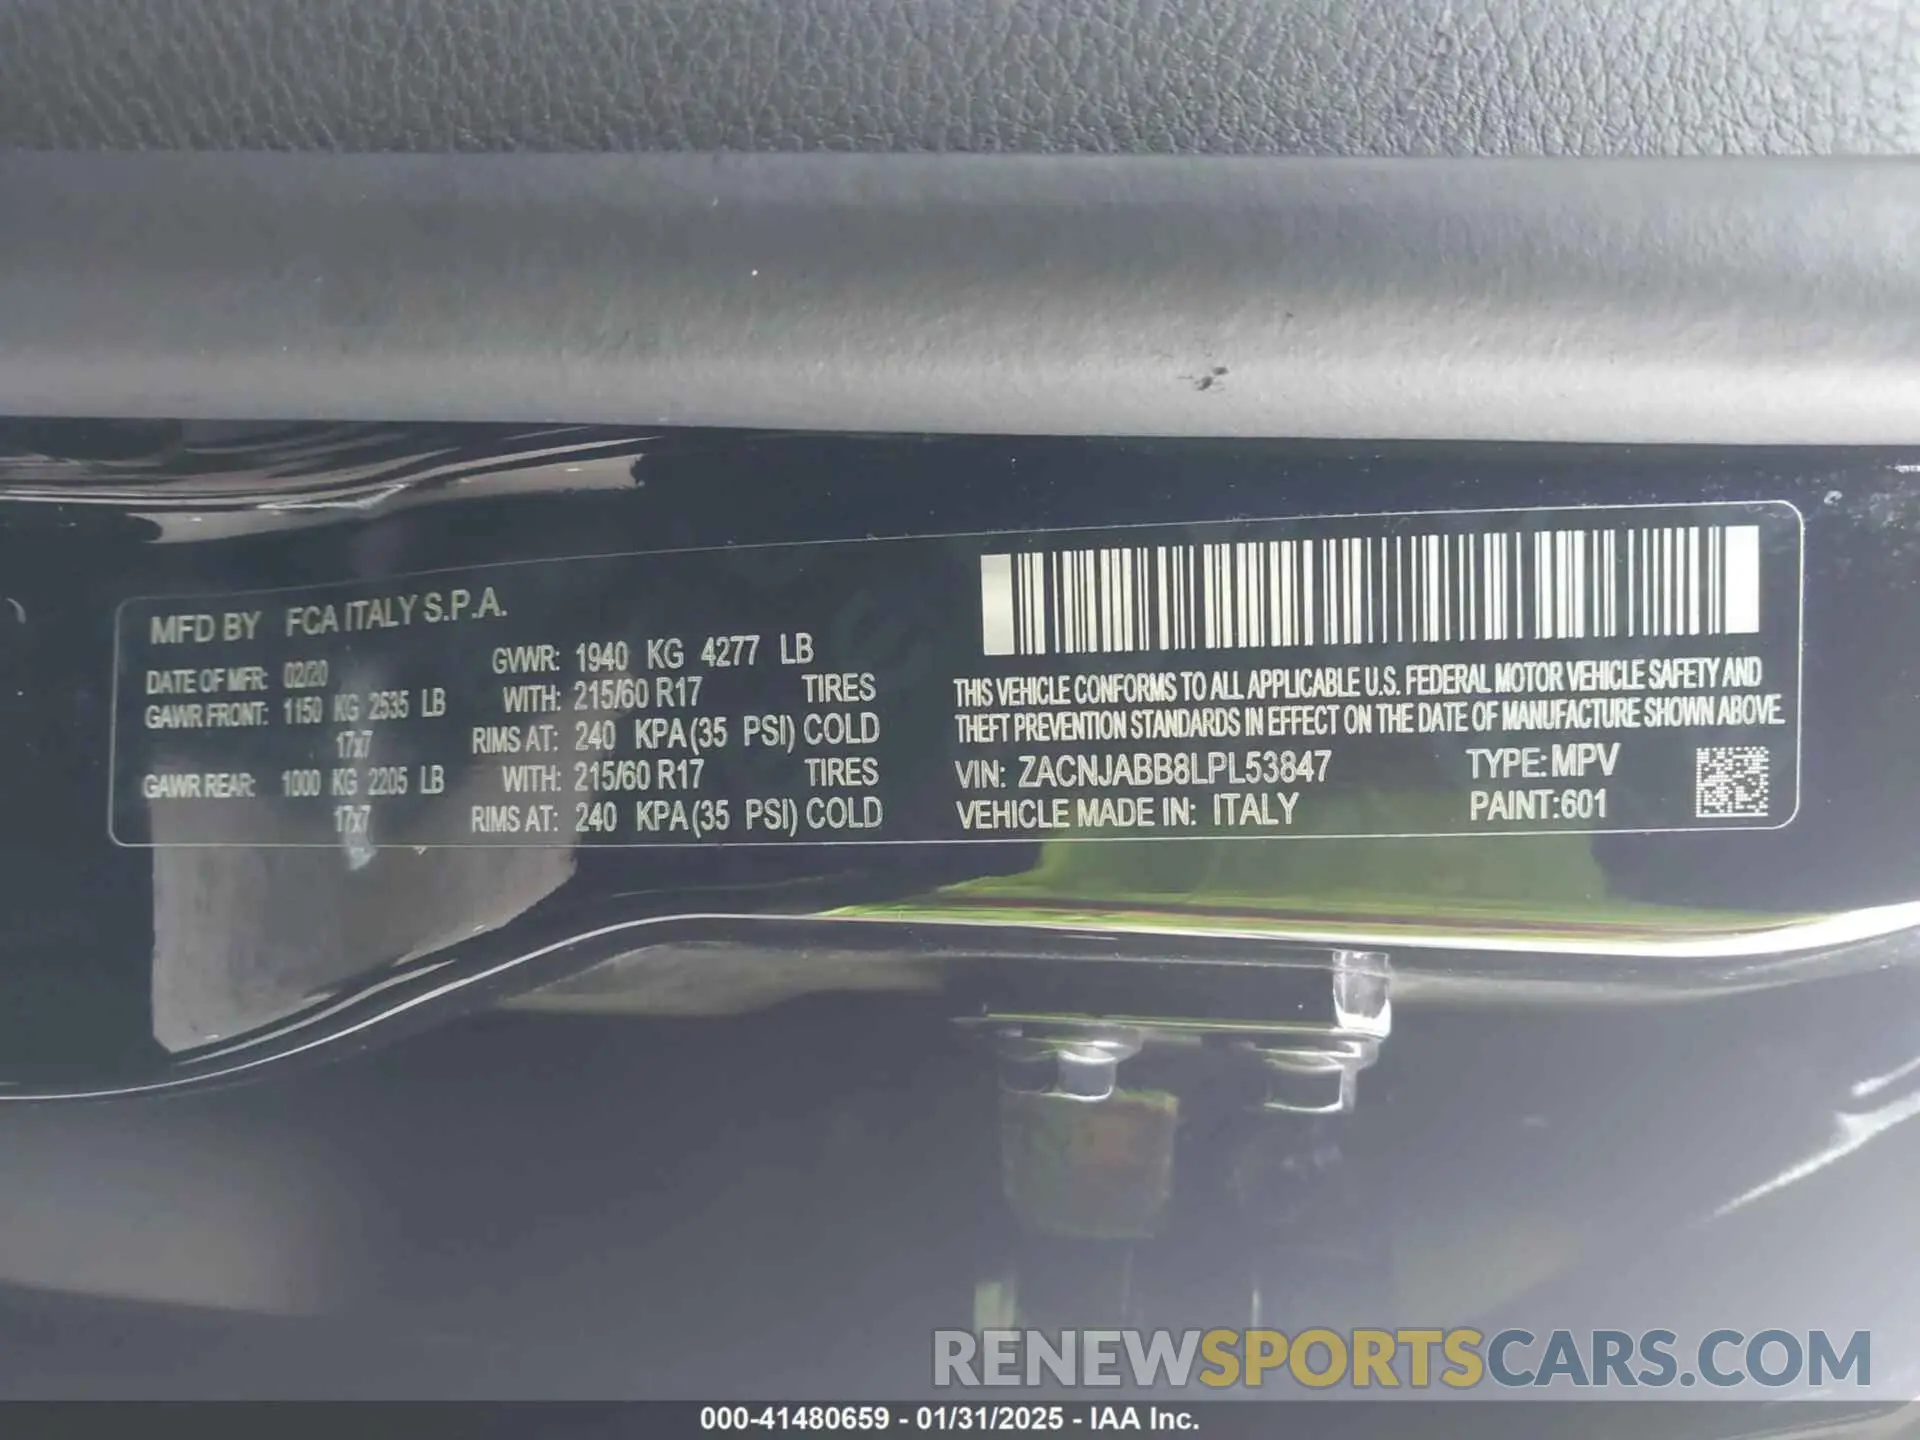 MFD BY FCA ITALY S.P.A.
DATE OF MFR: 02/20 GVWR: 1940 KG 4277 LB
GAWR FRONT: 1150 KG 2535 LB WITH: 215/60 R17 TIRES
17x7 RIMS AT: 240 KPA (35 PSI) COLD
GAWR REAR: 1000 KG 2205 LB WITH: 215/60 R17 TIRES
17x7 RIMS AT: 240 KPA (35 PSI) COLD
THIS VEHICLE CONFORMS TO ALL APPLICABLE U.S. FEDERAL MOTOR VEHICLE SAFETY AND
THEFT PREVENTION STANDARDS IN EFFECT ON THE DATE OF MANUFACTURE SHOWN ABOVE.
VIN: ZACNJABB8LPL53847 TYPE: MPV
VEHICLE MADE IN: ITALY PAINT: 601
RENEWSPORTSCARS.COM
000-41480659 - 01/31/2025 - IAA Inc.